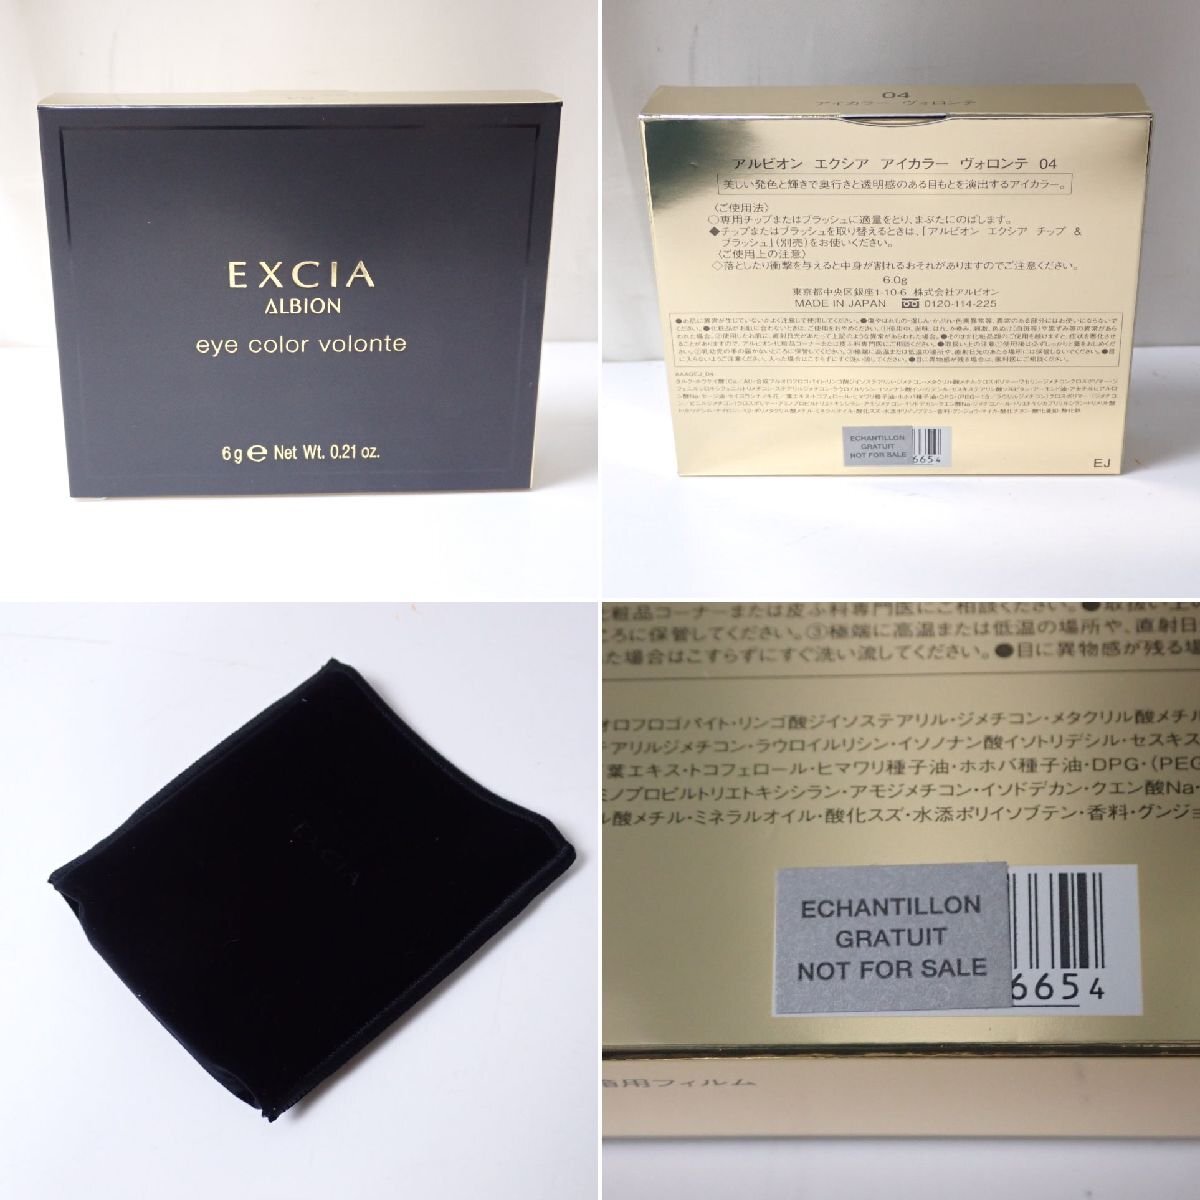 EXCIA
ALBION
eye color volonte
6g ℮ Net Wt. 0.21 oz.
04
アイカラー ヴォロンテ
アルビオン エクシア アイカラー ヴォロンテ 04
美しい発色と輝きで奥行きと透明感のある目もとを演出するアイカラー。
〈ご使用法〉
○専用チップまたはブラッシュに適量をとり、まぶたにのばします。
◆チップまたはブラッシュを取り替えるときは、「アルビオン エクシア チップ &
ブラッシュ」(別売)をお使いください。
〈ご使用上の注意〉
◇落としたり衝撃を与えると中身が割れるおそれがありますのでご注意ください。
6.0g
東京都中央区銀座1-10-6 株式会社アルビオン
MADE IN JAPAN 0120-114-225
ECHANTILLON
GRATUIT
NOT FOR SALE
6654
EJ
EXCIA
化粧品コーナーまたは皮ふ科専門医にご相談ください。●取扱い上の
ころに保管してください。③極端に高温または低温の場所や、直射日
た場合はこすらずにすぐ洗い流してください。●目に異物感が残る場
オロフロゴパイト・リンゴ酸ジイソステアリル・ジメチコン・メタクリル酸メチル
テアリルジメチコン・ラウロイルリシン・イソノナン酸イソトリデシル・セスキス
葉エキス・トコフェロール・ヒマワリ種子油・ホホバ種子油・DPG・(PEG
ミノプロピルトリエトキシシラン・アモジメチコン・イソドデカン・クエン酸Na・
ル酸メチル・ミネラルオイル・酸化スズ・水添ポリイソブテン・香料・グンジョ
ECHANTILLON
GRATUIT
NOT FOR SALE
6654
用フィルム